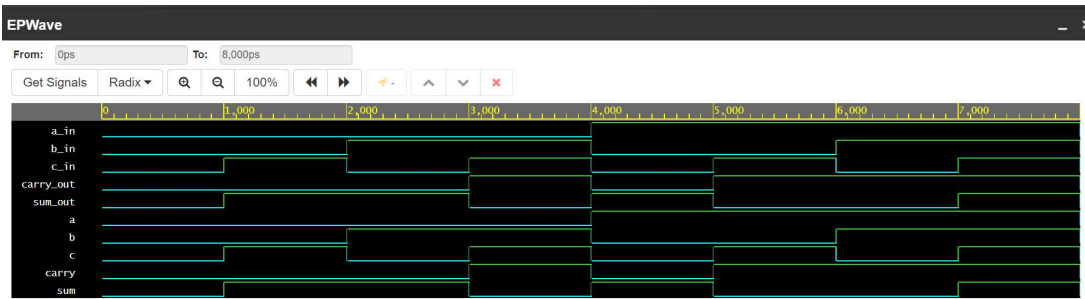 EPWave
From: 0ps To: 8,000ps
Get Signals Radix 100% -
0 1,000 2,000 3,000 4,000 5,000 6,000 7,000
a_in
b_in
c_in
carry_out
sum_out
a
b
c
carry
sum